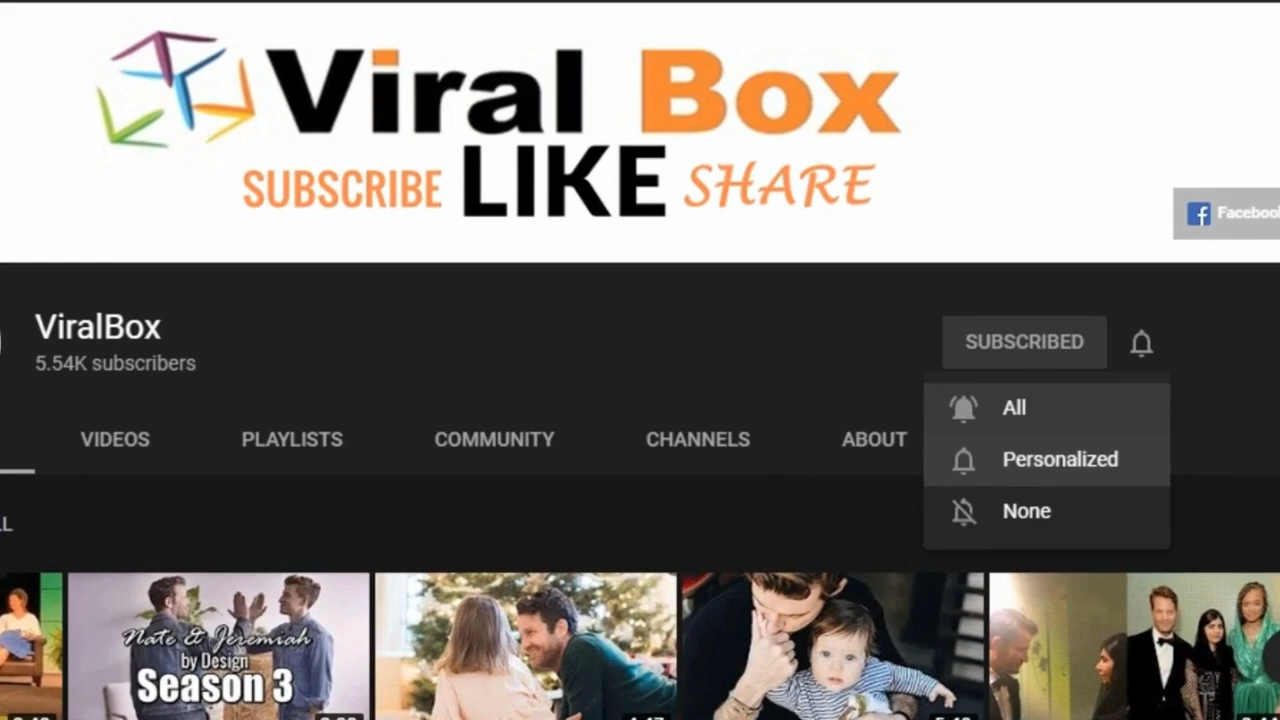 Viral Box
SUBSCRIBE LIKE SHARE
ViralBox
5.54K subscribers
SUBSCRIBED
VIDEOS PLAYLISTS COMMUNITY CHANNELS ABOUT
All
Personalized
None
Nate & Jeremiah
by Design
Season 3